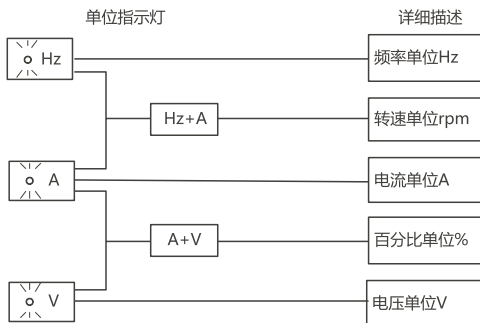 单位指示灯 详细描述
Hz 频率单位Hz
Hz+A 转速单位rpm
A 电流单位A
A+V 百分比单位%
V 电压单位V